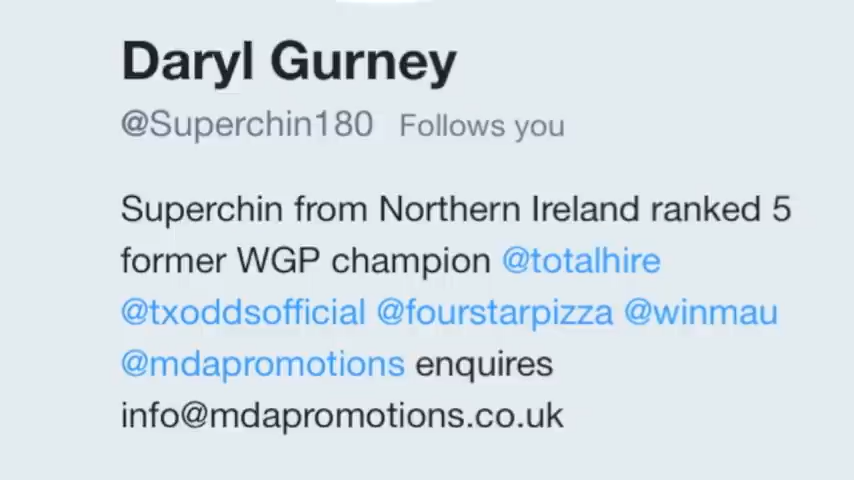 Daryl Gurney
@Superchin180 Follows you
Superchin from Northern Ireland ranked 5
former WGP champion @totalhire
@txoddsofficial @fourstarpizza @winmau
@mdapromotions enquires
info@mdapromotions.co.uk